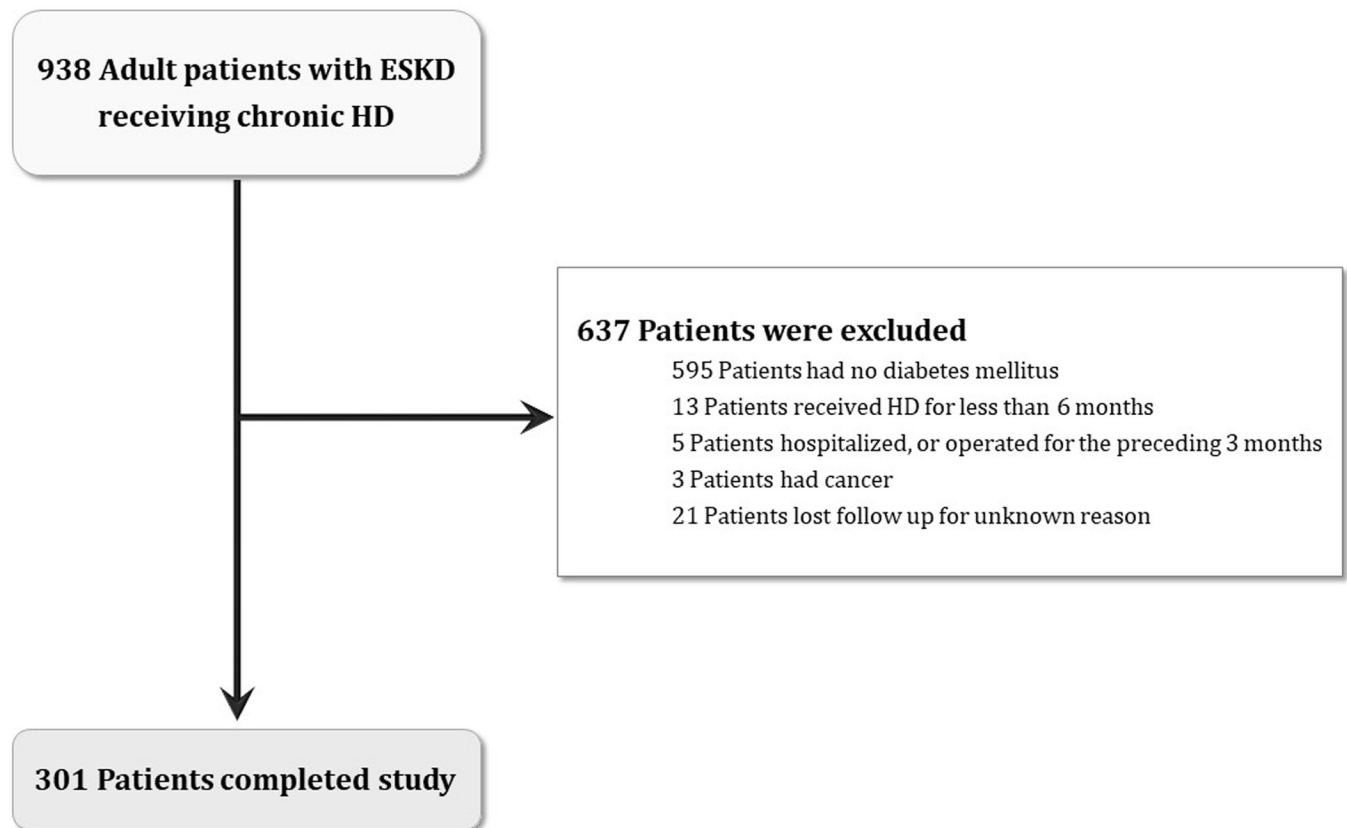 938 Adult patients with ESKD
receiving chronic HD
637 Patients were excluded
595 Patients had no diabetes mellitus
13 Patients received HD for less than 6 months
5 Patients hospitalized, or operated for the preceding 3 months
3 Patients had cancer
21 Patients lost follow up for unknown reason
301 Patients completed study